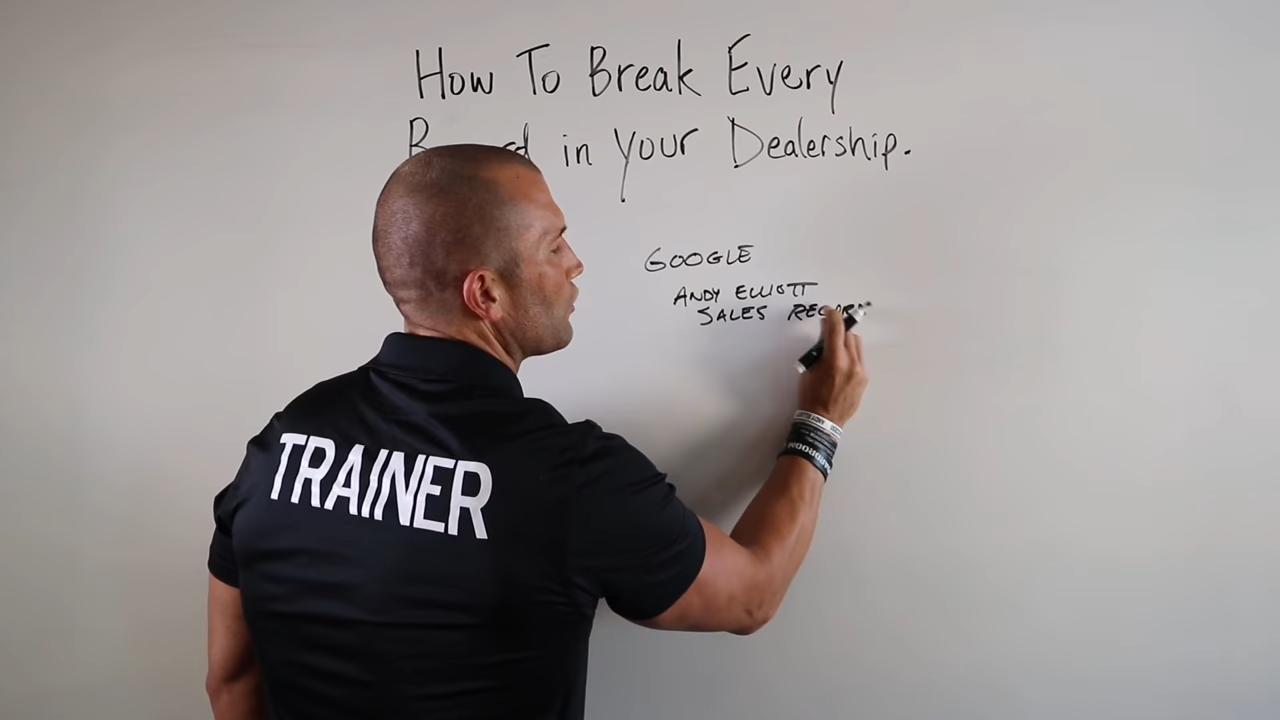 How To Break Every
in Your Dealership.
GOOGLE
ANDY ELLIOTT
SALES
TRAINER